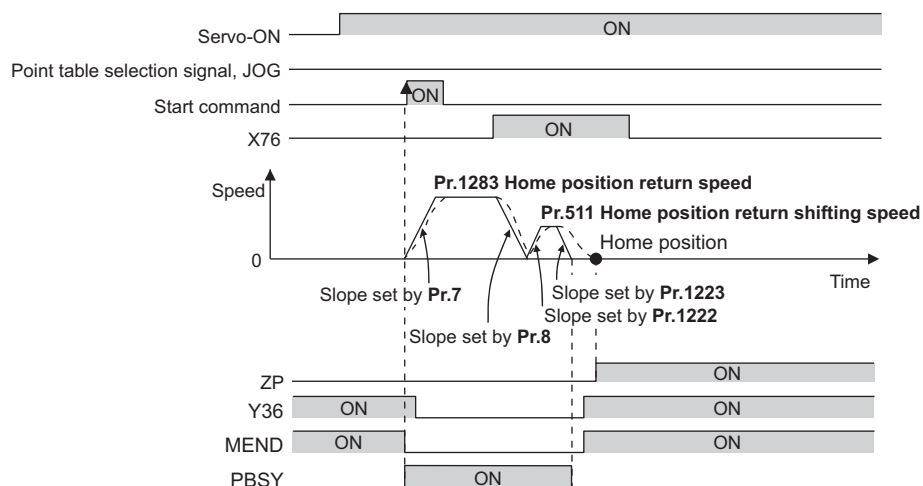 Servo-ON
ON
Point table selection signal, JOG
Start command
ON
X76
ON
Speed
Pr.1283 Home position return speed
Pr.511 Home position return shifting speed
Home position
0
Time
Slope set by Pr.7
Slope set by Pr.1223
Slope set by Pr.1222
Slope set by Pr.8
ZP
ON
Y36
ON
ON
MEND
ON
ON
PBSY
ON